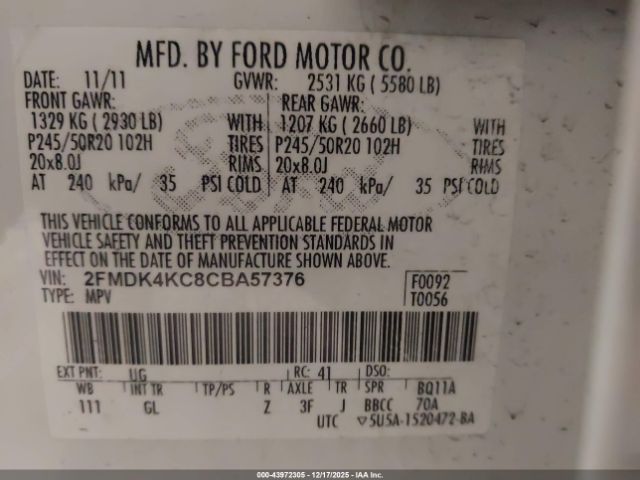 MFD. BY FORD MOTOR CO.
DATE: 11/11 GVWR: 2531 KG ( 5580 LB)
FRONT GAWR: REAR GAWR:
1329 KG ( 2930 LB) WITH 1207 KG ( 2660 LB) WITH
P245/50R20 102H TIRES P245/50R20 102H TIRES
20x8.0J RIMS 20x8.0J RIMS
AT 240 kPa/ 35 PSI COLD AT 240 kPa/ 35 PSI COLD
THIS VEHICLE CONFORMS TO ALL APPLICABLE FEDERAL MOTOR
VEHICLE SAFETY AND THEFT PREVENTION STANDARDS IN
EFFECT ON THE DATE OF MANUFACTURE SHOWN ABOVE.
VIN: 2FMDK4KC8CBA57376 F0092
TYPE: MPV T0056
EXT PNT: UG RC: 41 DSO:
WB INT TR TP/PS R AXLE TR SPR BQ11A
111 GL Z 3F J BBCC 70A
UTC ▽5U5A-1520472-BA
000-43972305 - 12/17/2025 - IAAI, Inc.